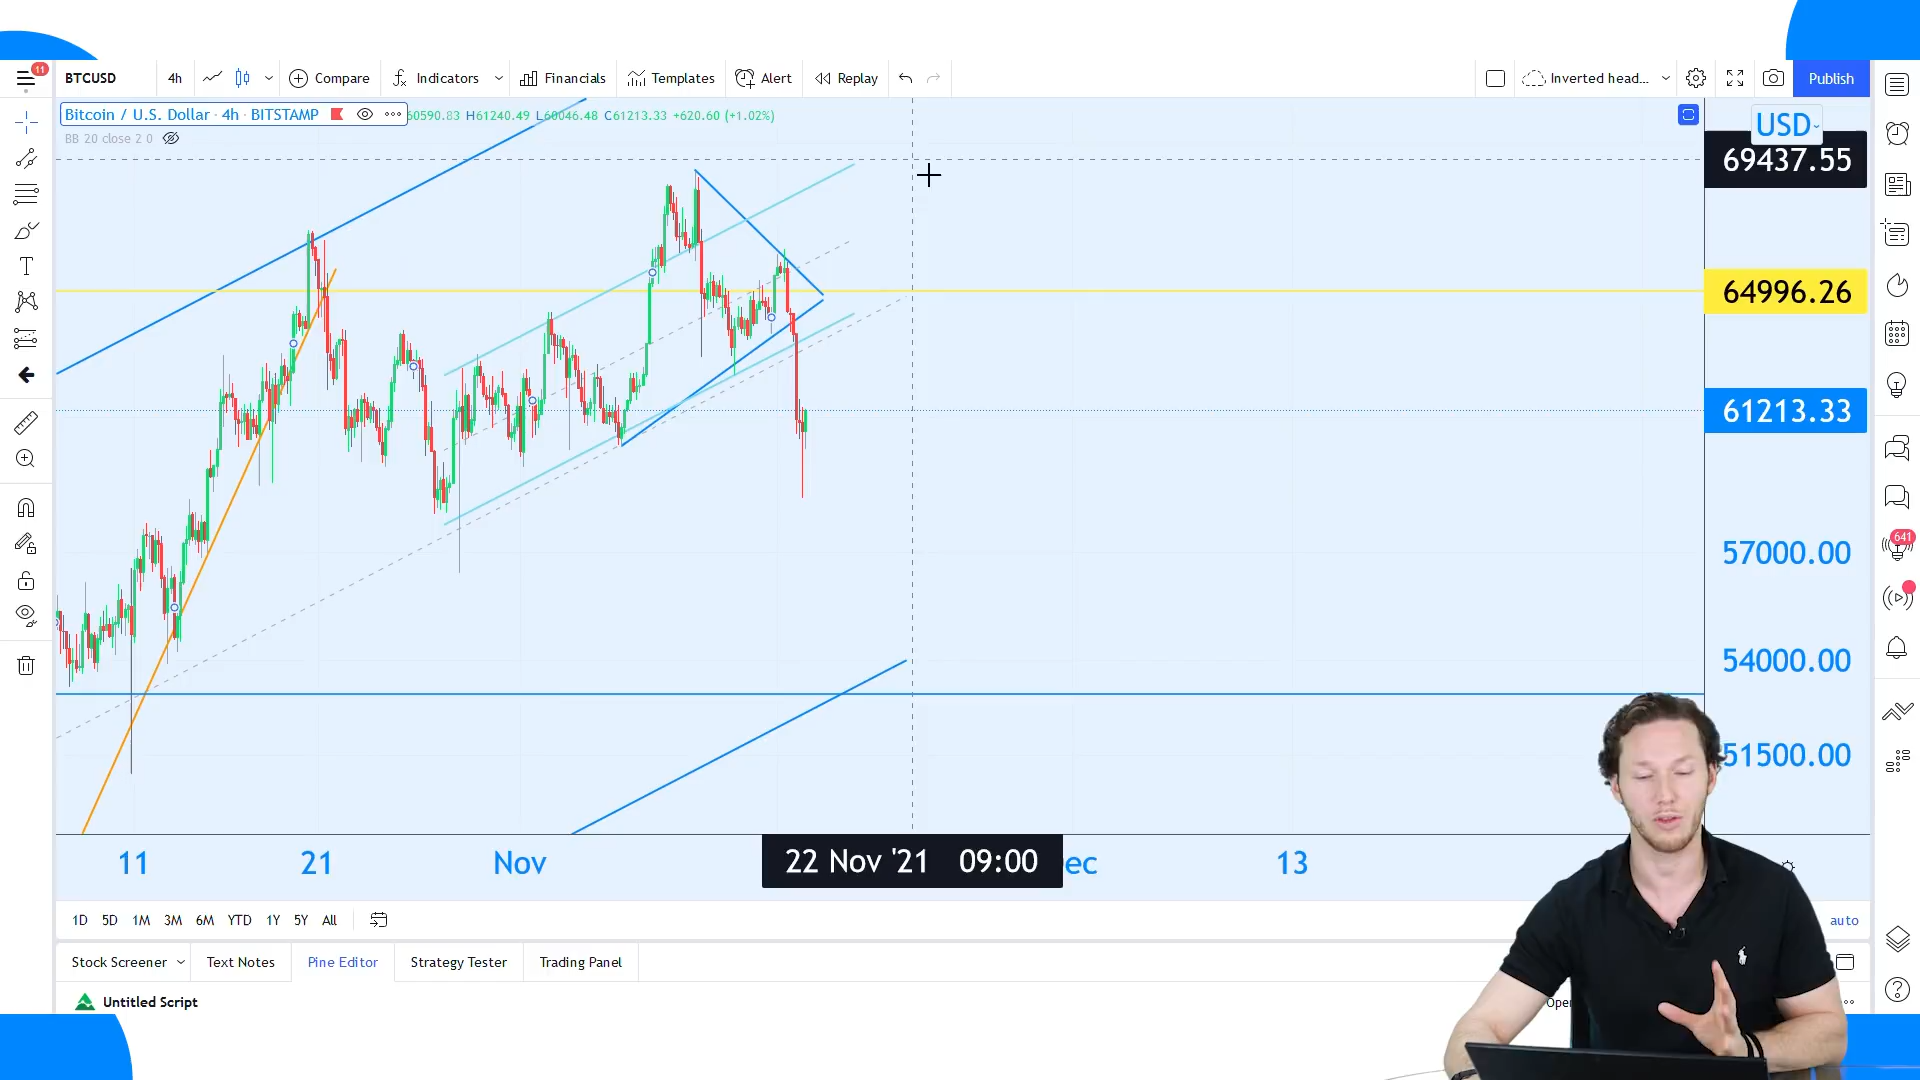 11
BTCUSD
4h
Compare
Indicators
Financials
Templates
Alert
Replay
Inverted head...
Publish
Bitcoin / U.S. Dollar · 4h · BITSTAMP
60590.83 H61240.49 L60046.48 C61213.33 +620.60 (+1.02%)
BB 20 close 2 0
USD
69437.55
64996.26
61213.33
57000.00
54000.00
51500.00
641
11
21
Nov
22 Nov '21 09:00
ec
13
1D 5D 1M 3M 6M YTD 1Y 5Y All
auto
Stock Screener
Text Notes
Pine Editor
Strategy Tester
Trading Panel
Untitled Script
Ope